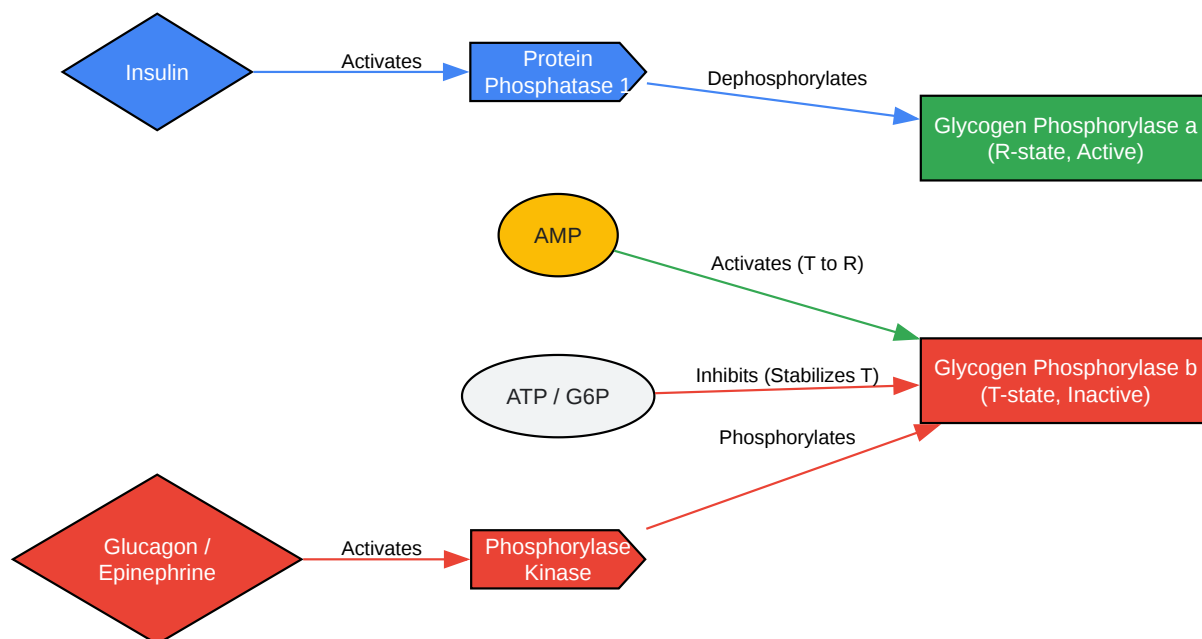 Insulin
Activates
Protein
Phosphatase 1
Dephosphorylates
Glycogen Phosphorylase a
(R-state, Active)
AMP
Activates (T to R)
ATP / G6P
Inhibits (Stabilizes T)
Glycogen Phosphorylase b
(T-state, Inactive)
Phosphorylates
Glucagon /
Epinephrine
Activates
Phosphorylase
Kinase